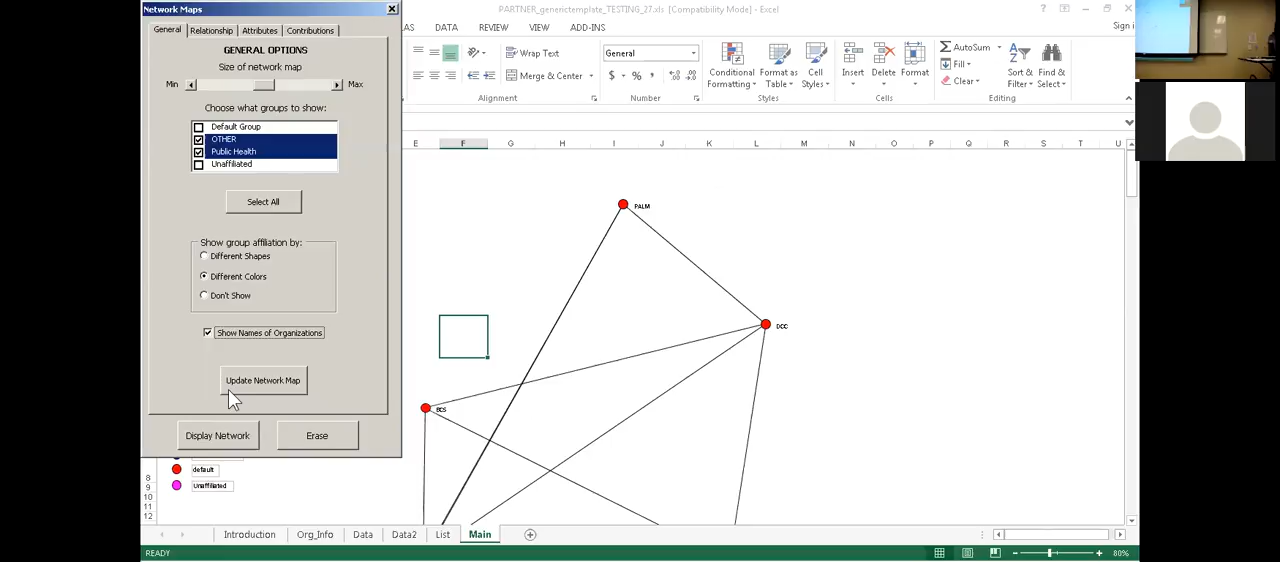 Network Maps
General Relationship Attributes Contributions
GENERAL OPTIONS
Size of network map
Min Max
Choose what groups to show:
Default Group
OTHER
Public Health
Unaffiliated
Select All
Show group affiliation by:
Different Shapes
Different Colors
Don't Show
Show Names of Organizations
Update Network Map
Display Network Erase
PARTNER_generictemplate_TESTING_27.xls [Compatibility Mode] - Excel
Sign i
AS DATA REVIEW VIEW ADD-INS
Wrap Text
Merge & Center
Alignment
General
$ % ,
Number
Conditional Formatting
Format as Table
Cell Styles
Styles
Insert Delete Format
Cells
AutoSum
Fill
Clear
Sort & Filter
Find & Select
Editing
E F G H I J K L M N O P Q R S T U
PALM
DCC
BCS
8 default
9 Unaffiliated
10
11
12
Introduction Org_Info Data Data2 List Main
READY
80%